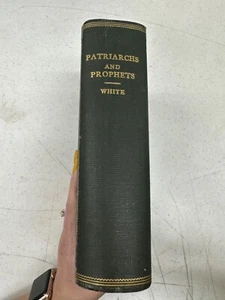 PATRIARCHS
AND
PROPHETS
WHITE